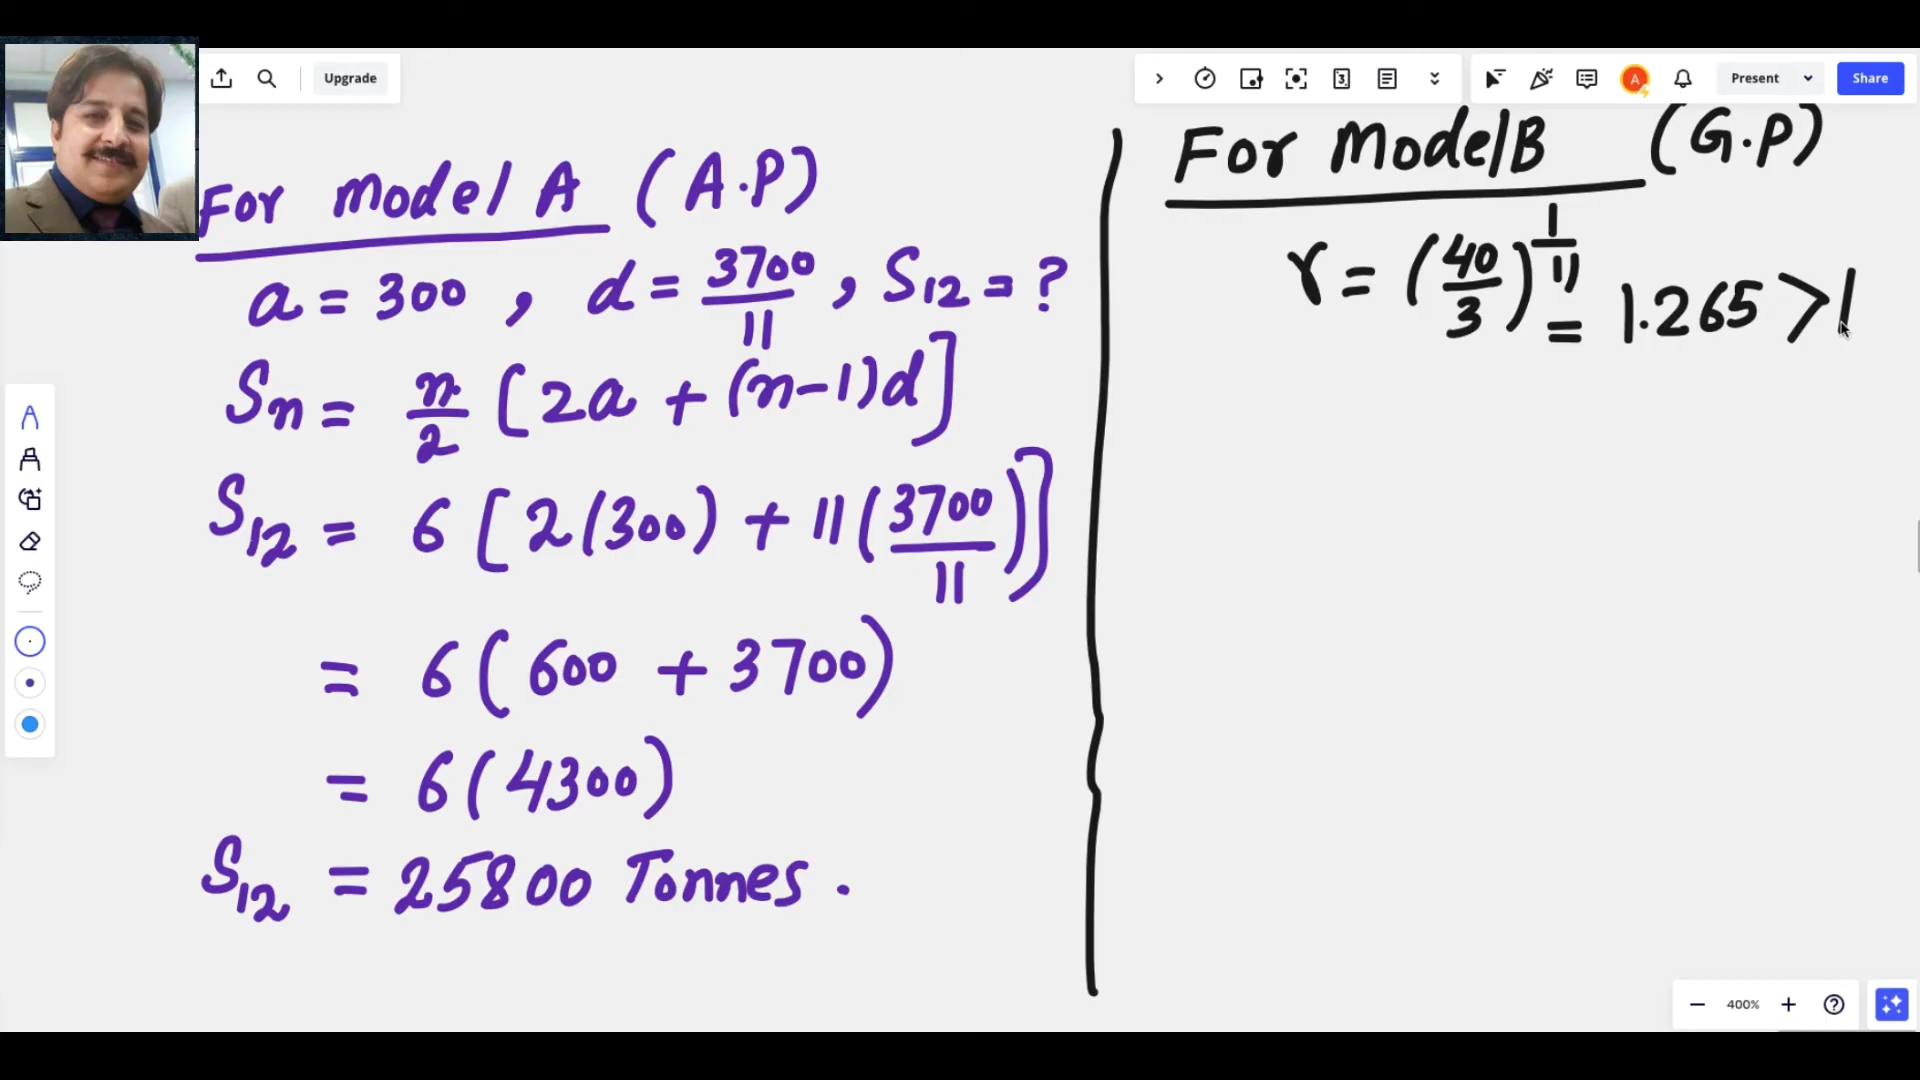 Upgrade
3
A
Present
Share
For Model A (A.P)
a = 300 , d = 3700/11 , S₁₂ = ?
Sn = n/2 [2a + (n-1)d]
S₁₂ = 6 [2(300) + 11(3700/11)]
= 6(600 + 3700)
= 6(4300)
S₁₂ = 25800 Tonnes .
For Model B (G.P)
r = (40/3)^1/11 = 1.265 > 1
400%